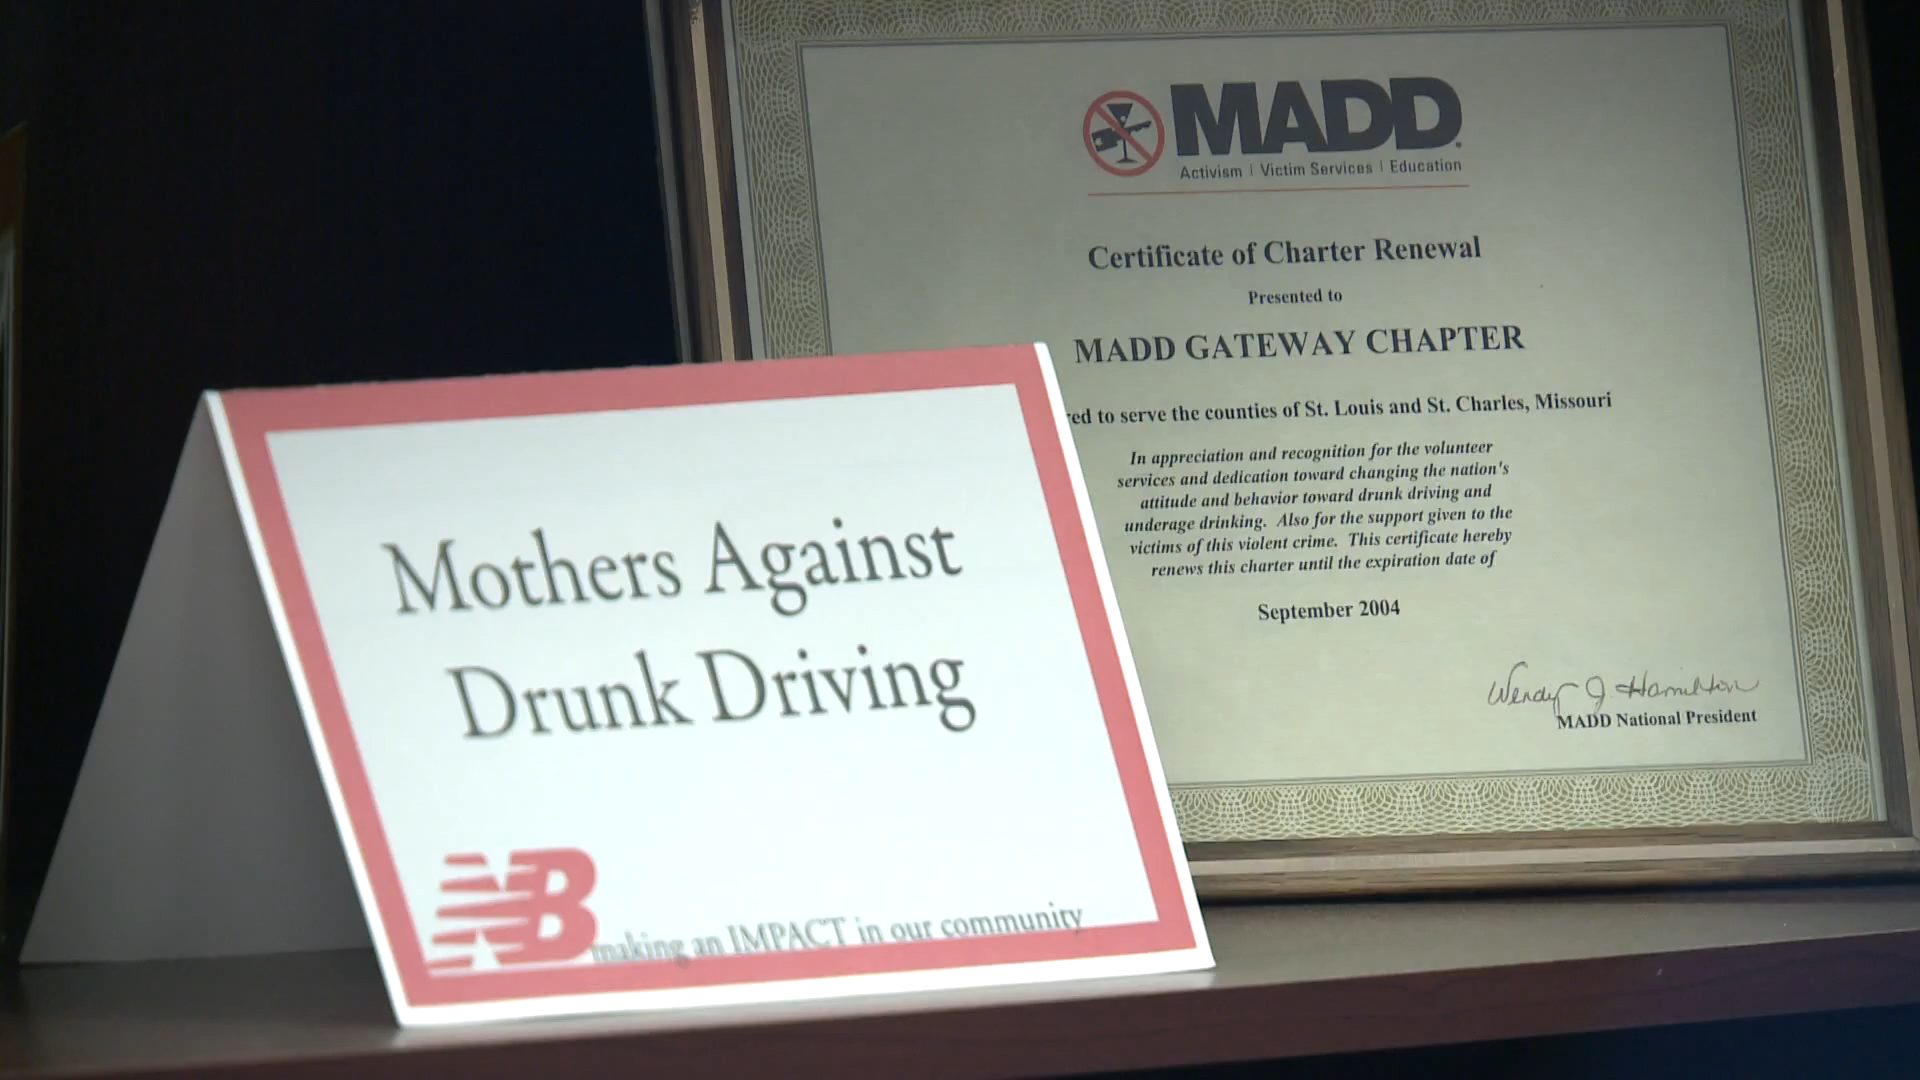 MADD
Activism | Victim Services | Education
Certificate of Charter Renewal
Presented to
MADD GATEWAY CHAPTER
to serve the counties of St. Louis and St. Charles, Missouri
In appreciation and recognition for the volunteer
services and dedication toward changing the nation's
attitude and behavior toward drunk driving and
underage drinking. Also for the support given to the
victims of this violent crime. This certificate hereby
renews this charter until the expiration date of
September 2004
Wendy J. Hamilton
MADD National President
Mothers Against
Drunk Driving
NB
making an IMPACT in our community